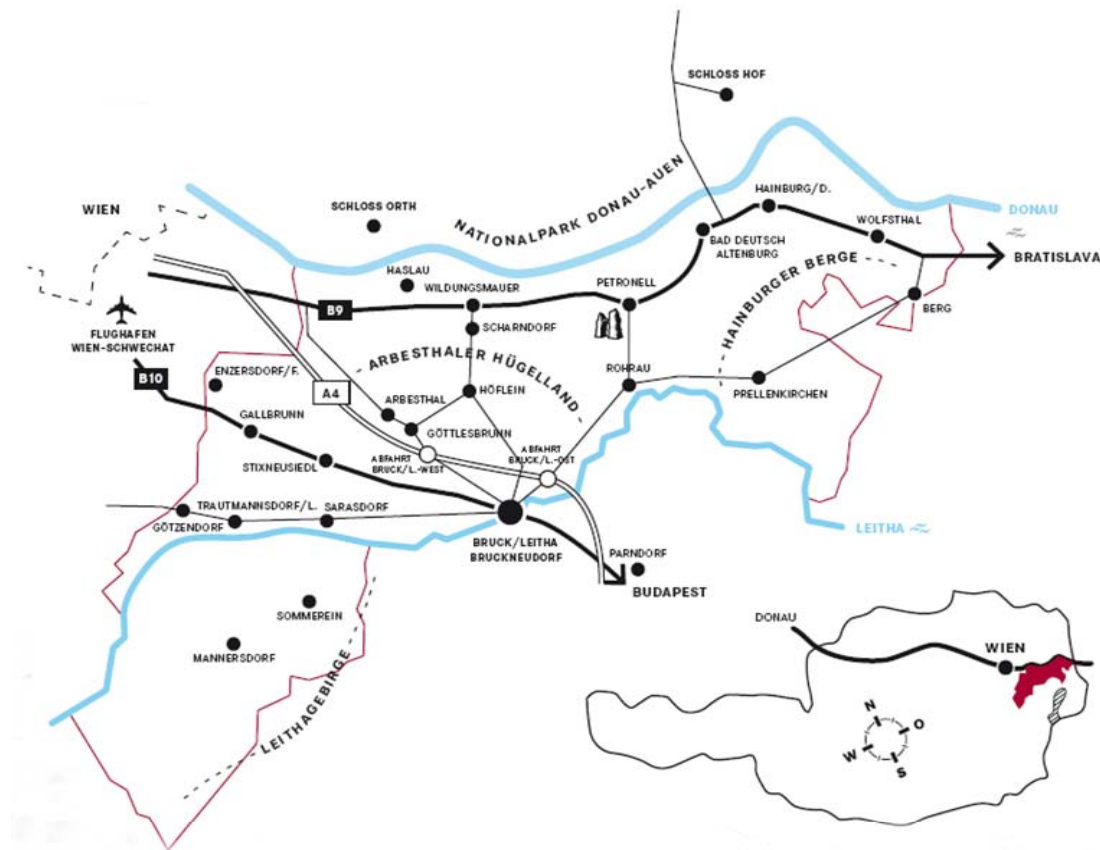 SCHLOSS HOF
WIEN
SCHLOSS ORTH
NATIONALPARK DONAU-AUEN
HAINBURG/D.
WOLFSTHAL
DONAU
BAD DEUTSCH
ALTENBURG
BRATISLAVA
HASLAU
WILDUNGSMAUER
PETRONELL
HAINBURGER BERGE
B9
BERG
SCHARNDORF
FLUGHAFEN
WIEN-SCHWECHAT
ARBESTHALER HÜGELLAND
B10
ENZERSDORF/F.
A4
ROHRAU
PRELLENKIRCHEN
ARBESTHAL
HÖFLEIN
GALLBRUNN
GÖTTLESBRUNN
STIXNEUSIEDL
ABFAHRT
BRUCK/L.-WEST
ABFAHRT
BRUCK/L.-OST
TRAUTMANNSDORF/L.
SARASDORF
GÖTZENDORF
LEITHA
BRUCK/LEITHA
BRUCKNEUDORF
PARNDORF
BUDAPEST
SOMMEREIN
MANNERSDORF
LEITHAGEBIRGE
DONAU
WIEN
N
O
W
S